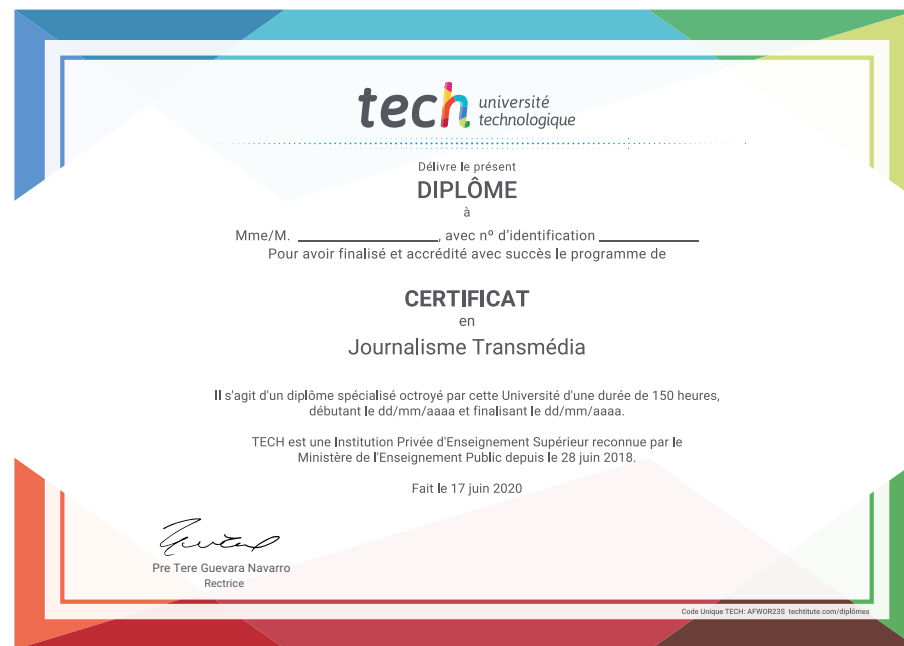 tech université
technologique
Délivre le présent
DIPLÔME
à
Mme/M. ____________________, avec nº d'identification ______________
Pour avoir finalisé et accrédité avec succès le programme de
CERTIFICAT
en
Journalisme Transmédia
Il s'agit d'un diplôme spécialisé octroyé par cette Université d'une durée de 150 heures,
débutant le dd/mm/aaaa et finalisant le dd/mm/aaaa.
TECH est une Institution Privée d'Enseignement Supérieur reconnue par le
Ministère de l'Enseignement Public depuis le 28 juin 2018.
Fait le 17 juin 2020
Pre Tere Guevara Navarro
Rectrice
Code Unique TECH: AFWOR23S techtitute.com/diplômes